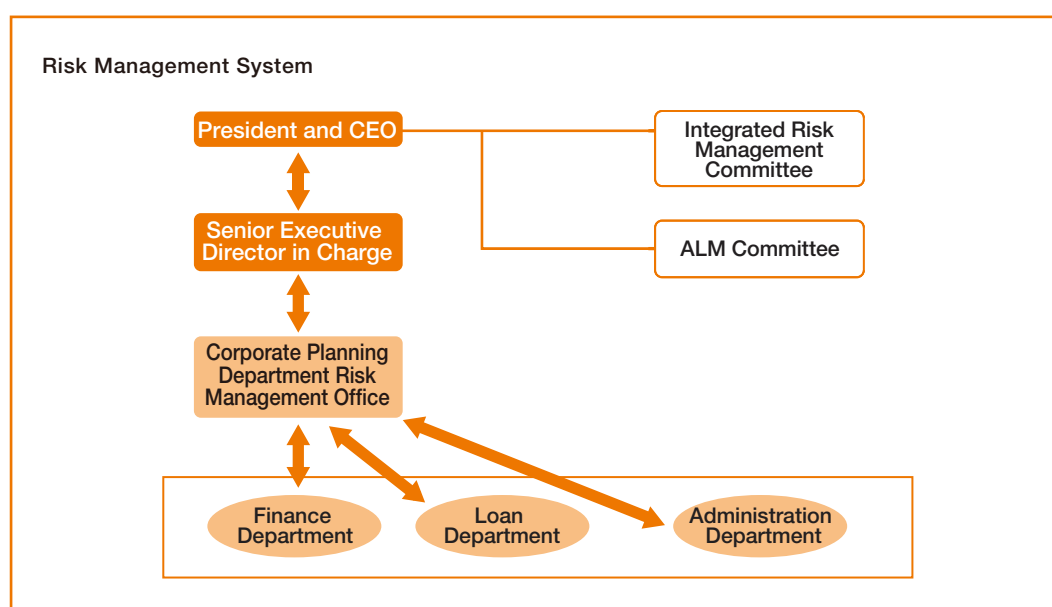 Risk Management System
President and CEO
Integrated Risk
Management
Committee
Senior Executive
Director in Charge
ALM Committee
Corporate Planning
Department Risk
Management Office
Finance
Department
Loan
Department
Administration
Department